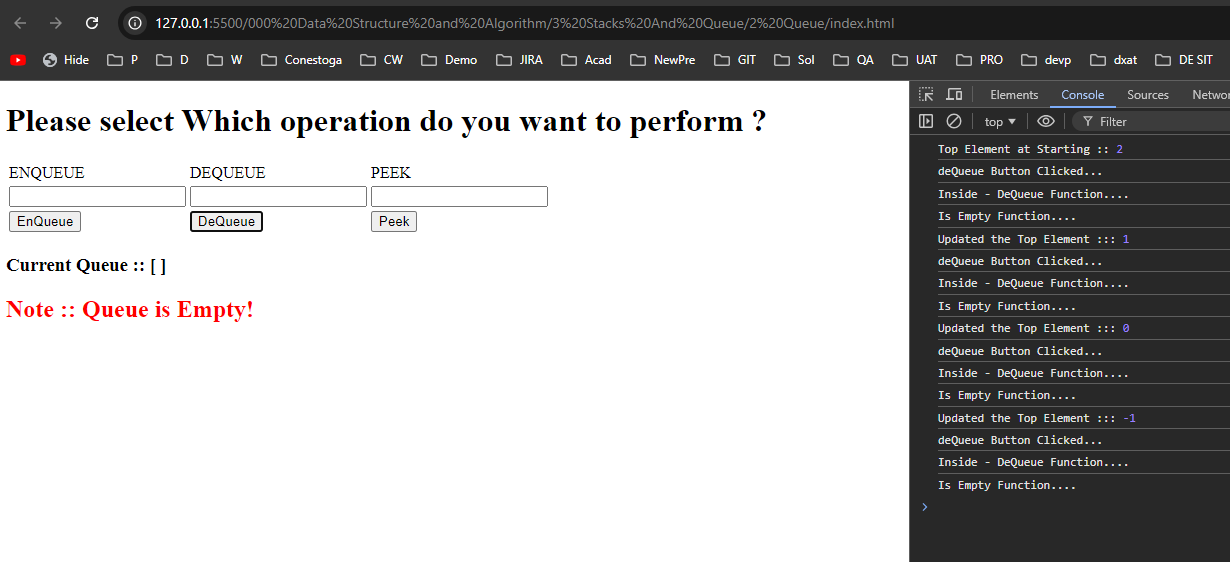 127.0.0.1:5500/000%20Data%20Structure%20and%20Algorithm/3%20Stacks%20And%20Queue/2%20Queue/index.html
Hide P D W Conestoga CW Demo JIRA Acad NewPre GIT Sol QA UAT PRO devp dxat DE SIT
Please select Which operation do you want to perform ?
ENQUEUE DEQUEUE PEEK
EnQueue DeQueue Peek
Current Queue :: [ ]
Note :: Queue is Empty!
Elements Console Sources Networ
top Filter
Top Element at Starting :: 2
deQueue Button Clicked...
Inside - DeQueue Function....
Is Empty Function....
Updated the Top Element ::: 1
deQueue Button Clicked...
Inside - DeQueue Function....
Is Empty Function....
Updated the Top Element ::: 0
deQueue Button Clicked...
Inside - DeQueue Function....
Is Empty Function....
Updated the Top Element ::: -1
deQueue Button Clicked...
Inside - DeQueue Function....
Is Empty Function....